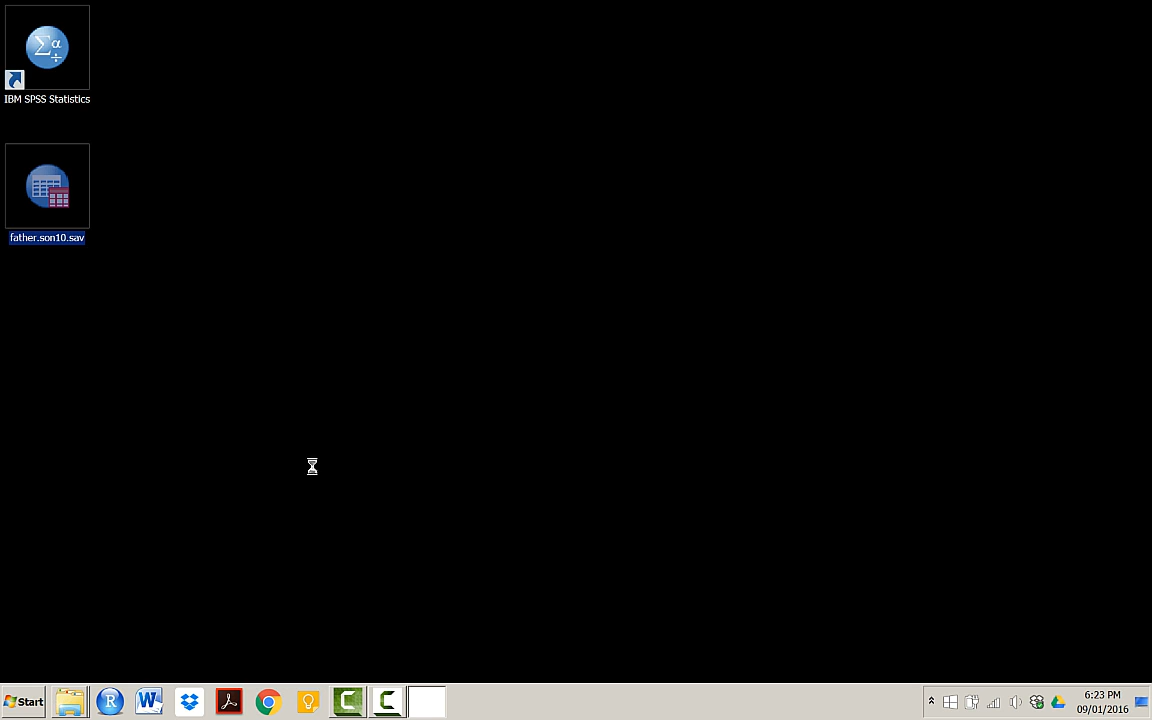 IBM SPSS Statistics
father.son10.sav
Start
6:23 PM
09/01/2016